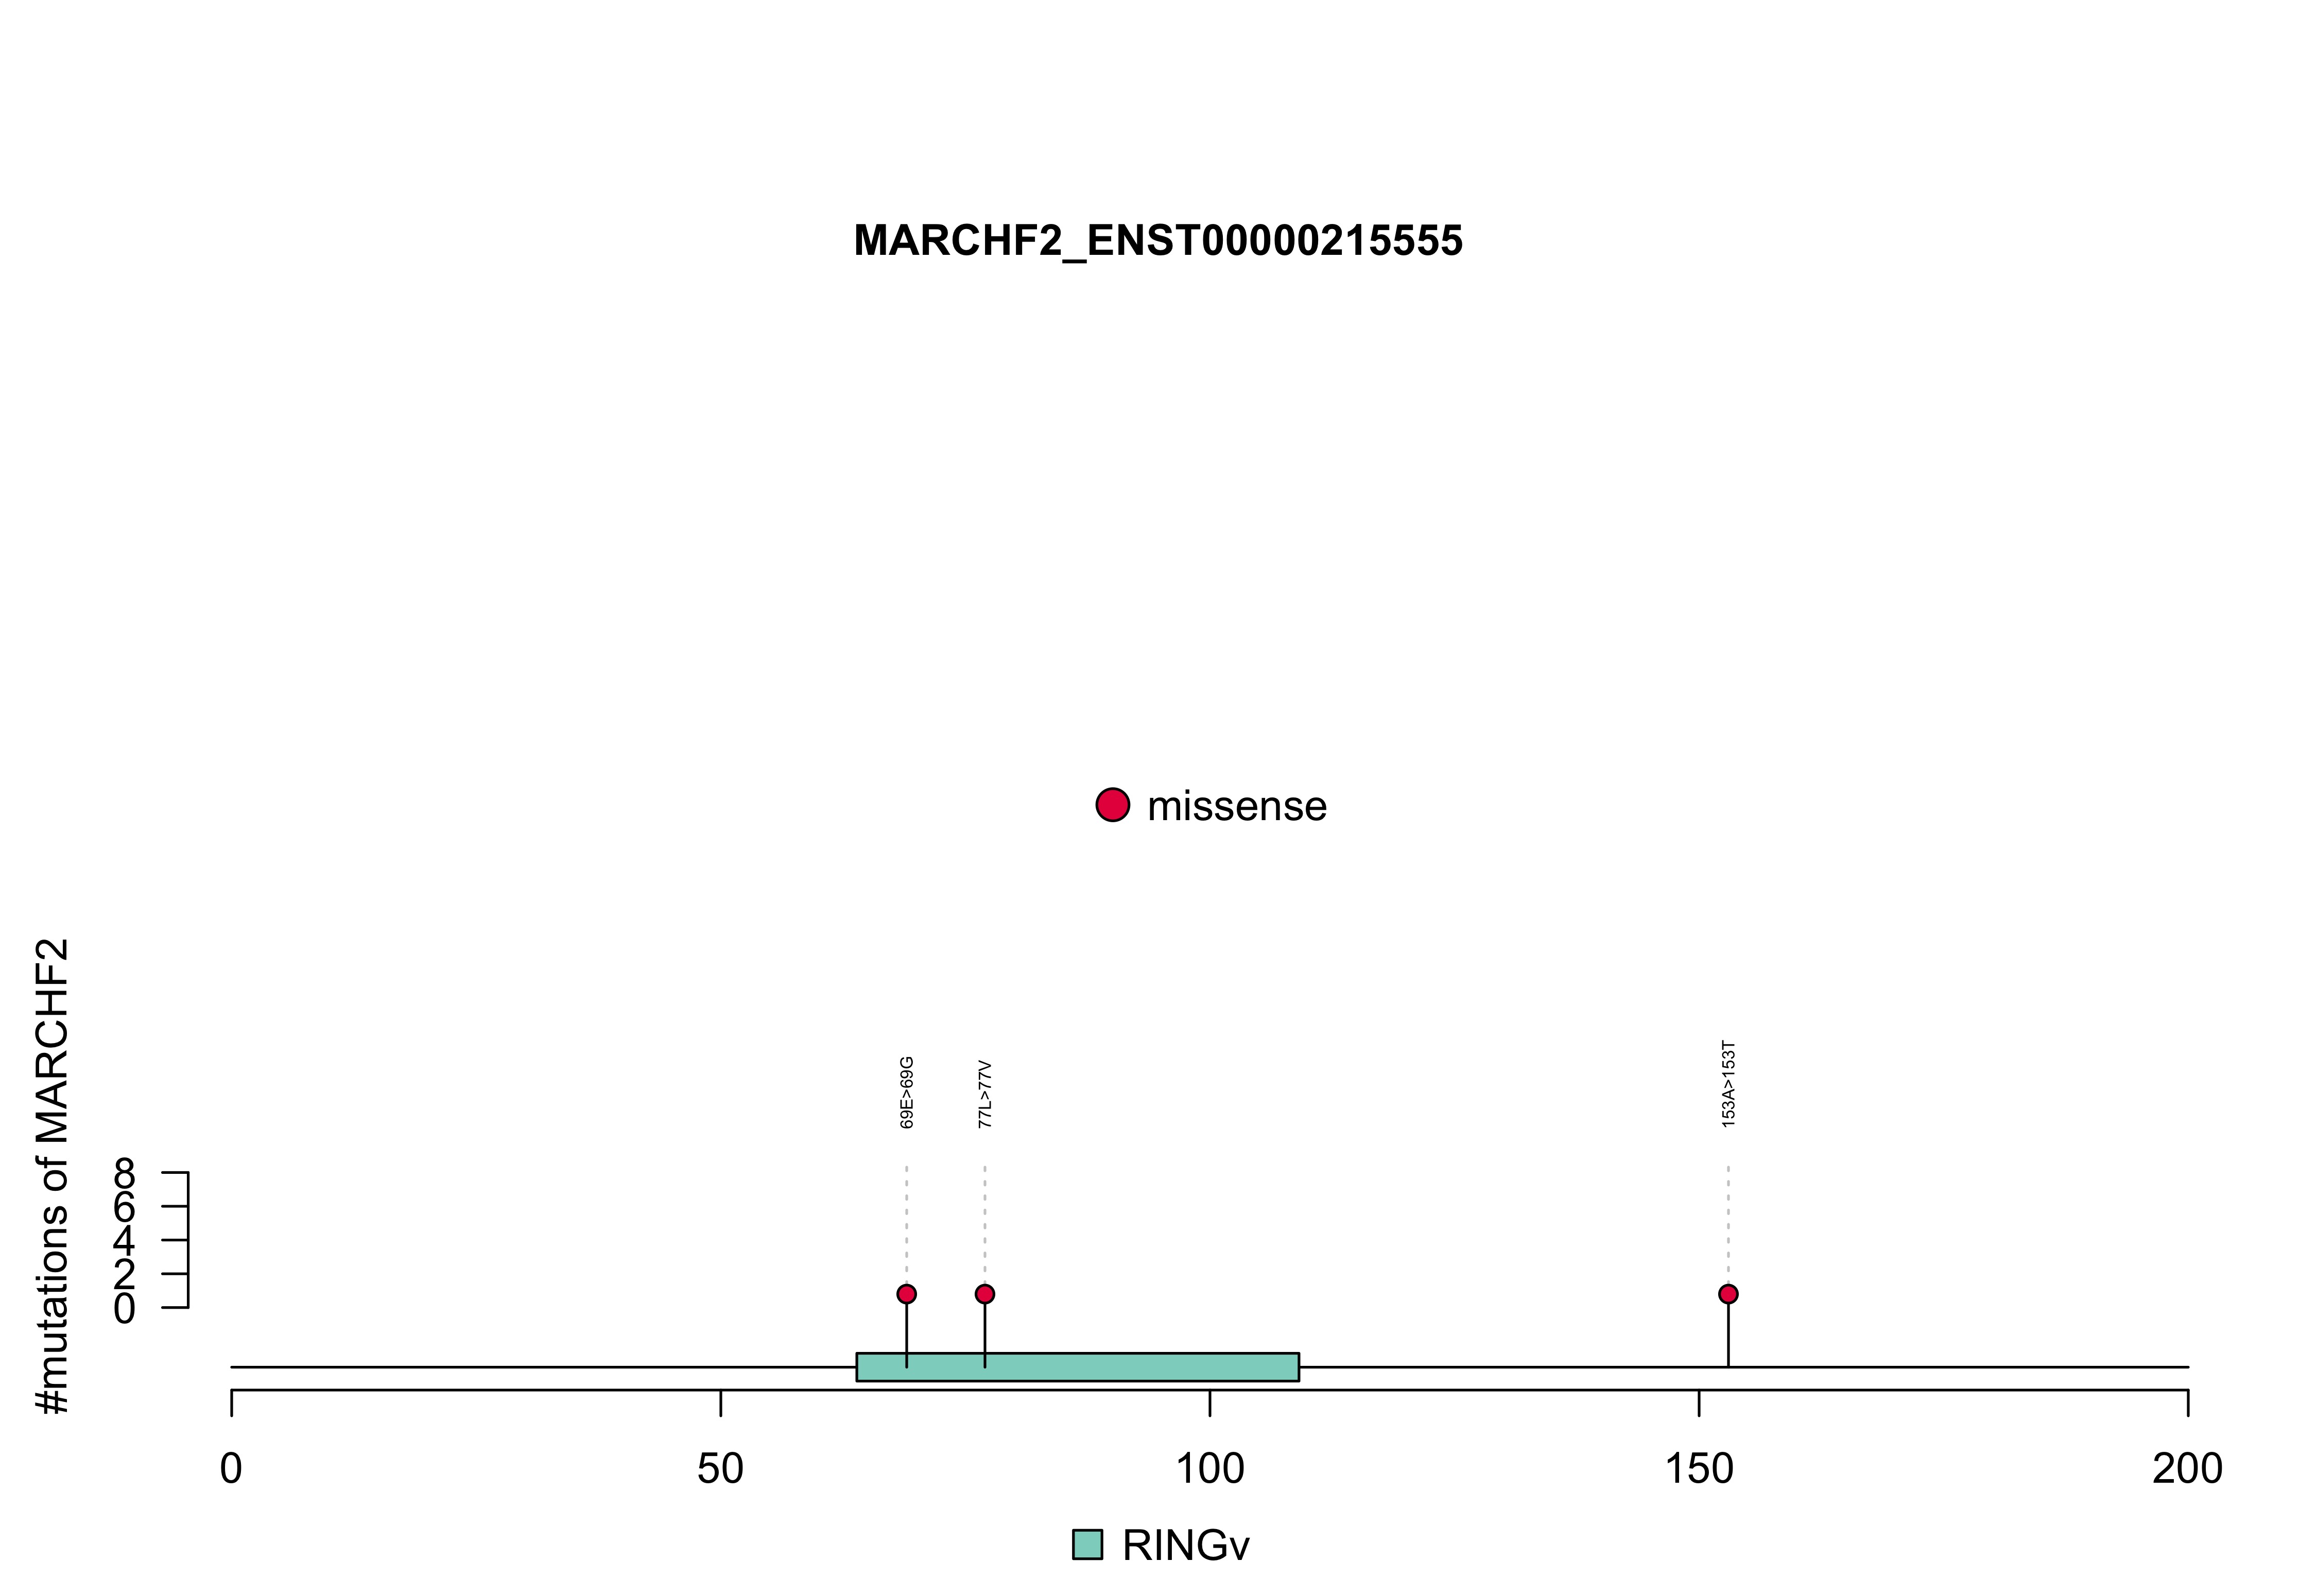 MARCHF2_ENST00000215555
missense
#mutations of MARCHF2
69E>69G
77L>77V
153A>153T
8
6
4
2
0
0 50 100 150 200
RINGv